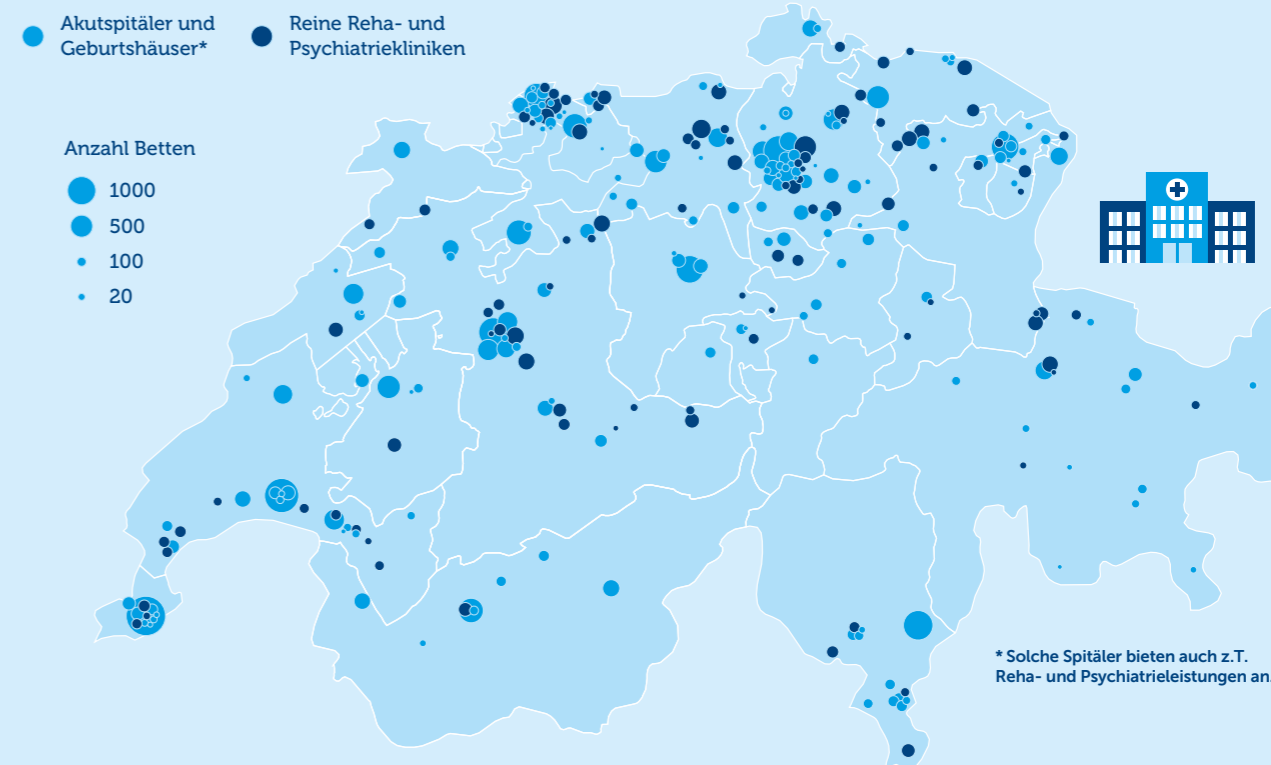 Akutspitäler und
Geburtshäuser*
Reine Reha- und
Psychiatriekliniken
Anzahl Betten
1000
500
100
20
* Solche Spitäler bieten auch z.T.
Reha- und Psychiatrieleistungen an.